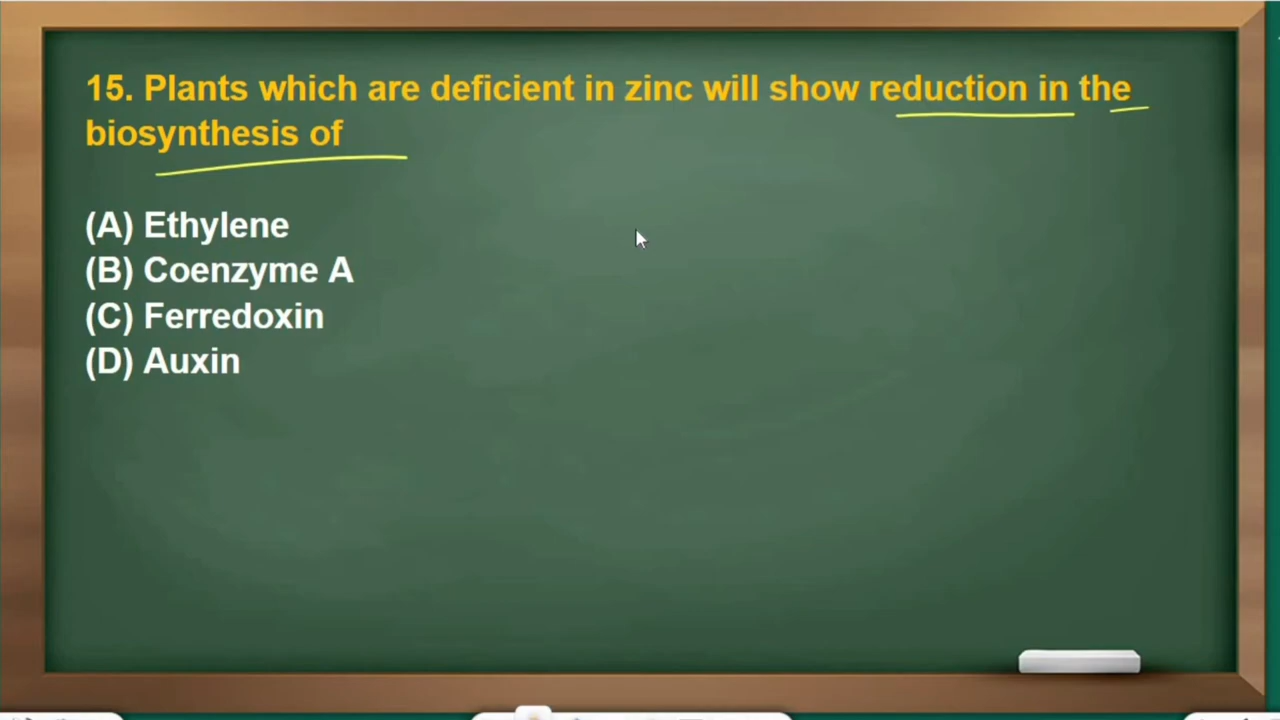 15. Plants which are deficient in zinc will show reduction in the
biosynthesis of
(A) Ethylene
(B) Coenzyme A
(C) Ferredoxin
(D) Auxin